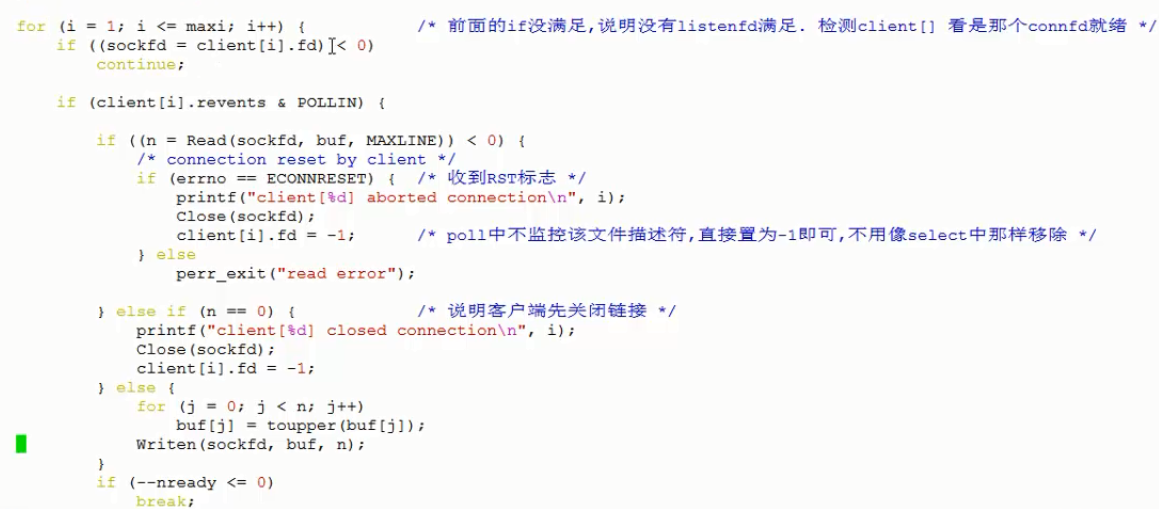 for (i = 1; i <= maxi; i++) {           /* 前面的if没满足,说明没有listenfd满足. 检测client[] 看是那个connfd就绪 */
    if ((sockfd = client[i].fd) < 0)
        continue;
    if (client[i].revents & POLLIN) {
        if ((n = Read(sockfd, buf, MAXLINE)) < 0) {
            /* connection reset by client */
            if (errno == ECONNRESET) {  /* 收到RST标志 */
                printf("client[%d] aborted connection\n", i);
                Close(sockfd);
                client[i].fd = -1;      /* poll中不监控该文件描述符,直接置为-1即可,不用像select中那样移除 */
            } else
                perr_exit("read error");
        } else if (n == 0) {            /* 说明客户端先关闭链接 */
            printf("client[%d] closed connection\n", i);
            Close(sockfd);
            client[i].fd = -1;
        } else {
            for (j = 0; j < n; j++)
                buf[j] = toupper(buf[j]);
            Writen(sockfd, buf, n);
        }
        if (--nready <= 0)
            break;